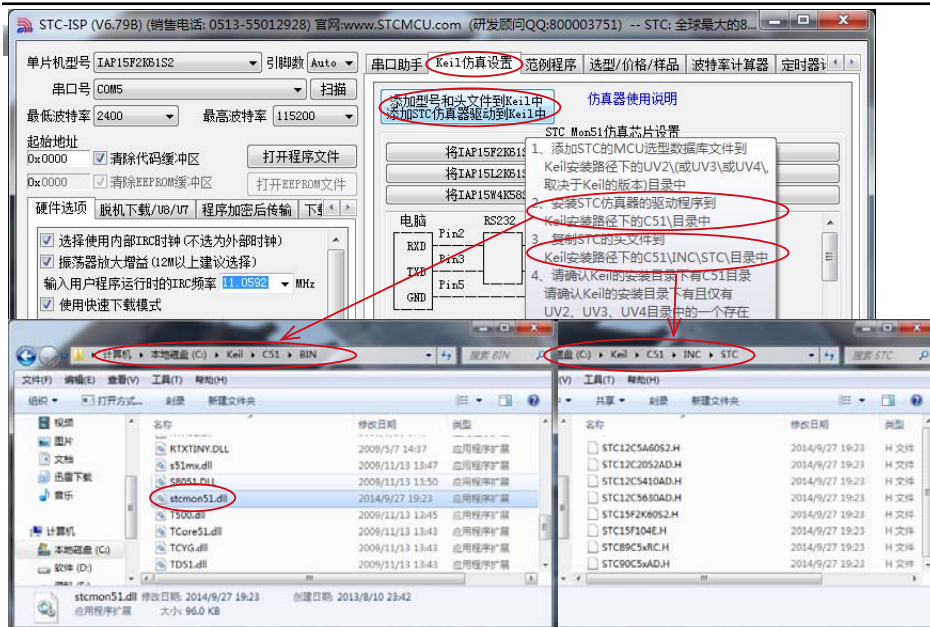 STC-ISP (V6.79B) (销售电话: 0513-55012928) 官网:www.STCMCU.com (研发顾问QQ:800003751) -- STC: 全球最大的8...
单片机型号 IAP15F2K61S2 引脚数 Auto
串口号 COM5 扫描
最低波特率 2400 最高波特率 115200
起始地址
0x0000 清除代码缓冲区 打开程序文件
0x0000 清除EEPROM缓冲区 打开EEPROM文件
硬件选项 脱机下载/U8/U7 程序加密后传输
选择使用内部IRC时钟(不选为外部时钟)
振荡器放大增益(12M以上建议选择)
输入用户程序运行时的IRC频率 11.0592 MHz
使用快速下载模式
串口助手 Keil仿真设置 范例程序 选型/价格/样品 波特率计算器 定时器
添加型号和头文件到Keil中
添加STC仿真器驱动到Keil中
仿真器使用说明
STC Mon51仿真芯片设置
将IAP15F2K61S
将IAP15L2K61S
将IAP15W4K58S
电脑 RS232
RXD Pin2
TXD Pin3
GND Pin5
1、添加STC的MCU选型数据库文件到
Keil安装路径下的UV2\(或UV3\或UV4\,
取决于Keil的版本)目录中
2、安装STC仿真器的驱动程序到
Keil安装路径下的C51\目录中
3、复制STC的头文件到
Keil安装路径下的C51\INC\STC\目录中
4、请确认Keil的安装目录下有C51目录
请确认Keil的安装目录下有且仅有
UV2、UV3、UV4目录中的一个存在
计算机 本地磁盘 (C:) Keil C51 BIN 搜索 BIN
文件(F) 编辑(E) 查看(V) 工具(T) 帮助(H)
组织 打开方式... 刻录 新建文件夹
视频
图片
文档
迅雷下载
音乐
计算机
本地磁盘 (C:)
软件 (D:)
名称 修改日期 类型
RTXTINY.DLL 2009/5/7 14:37 应用程序扩展
s51mx.dll 2009/11/13 13:47 应用程序扩展
S8051.DLL 2009/11/13 13:50 应用程序扩展
stcmon51.dll 2014/9/27 19:23 应用程序扩展
T500.dll 2009/11/13 13:45 应用程序扩展
TCore51.dll 2009/11/13 13:43 应用程序扩展
TCYG.dll 2009/11/13 13:43 应用程序扩展
TD51.dll 2009/11/13 13:43 应用程序扩展
stcmon51.dll 修改日期: 2014/9/27 19:23 创建日期: 2013/8/10 23:42
应用程序扩展 大小: 96.0 KB
磁盘 (C:) Keil C51 INC STC 搜索 STC
(V) 工具(T) 帮助(H)
共享 刻录 新建文件夹
名称 修改日期 类型
STC12C5A60S2.H 2014/9/27 19:23 H 文件
STC12C2052AD.H 2014/9/27 19:23 H 文件
STC12C5410AD.H 2014/9/27 19:23 H 文件
STC12C5630AD.H 2014/9/27 19:23 H 文件
STC15F2K60S2.H 2014/9/27 19:23 H 文件
STC15F104E.H 2014/9/27 19:23 H 文件
STC89C5xRC.H 2014/9/27 19:23 H 文件
STC90C5xAD.H 2014/9/27 19:23 H 文件